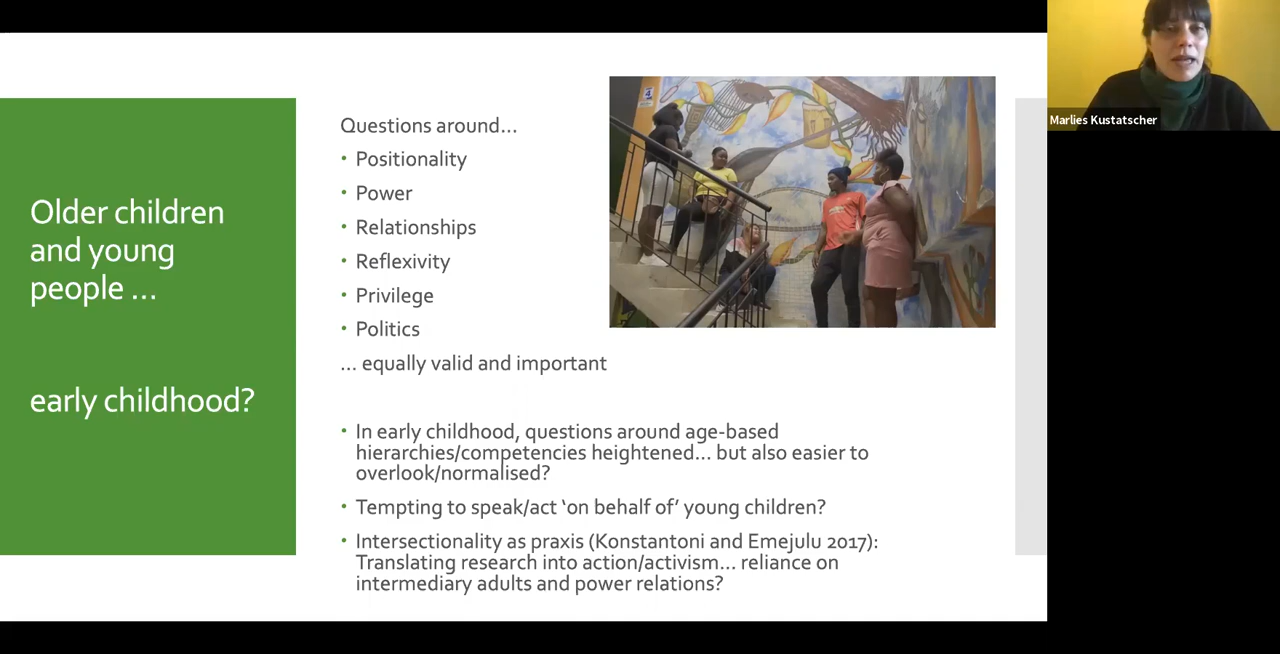 Older children
and young
people ...
early childhood?
Questions around...
• Positionality
• Power
• Relationships
• Reflexivity
• Privilege
• Politics
... equally valid and important
• In early childhood, questions around age-based
hierarchies/competencies heightened... but also easier to
overlook/normalised?
• Tempting to speak/act ‘on behalf of’ young children?
• Intersectionality as praxis (Konstantoni and Emejulu 2017):
Translating research into action/activism... reliance on
intermediary adults and power relations?
4
Marlies Kustatscher